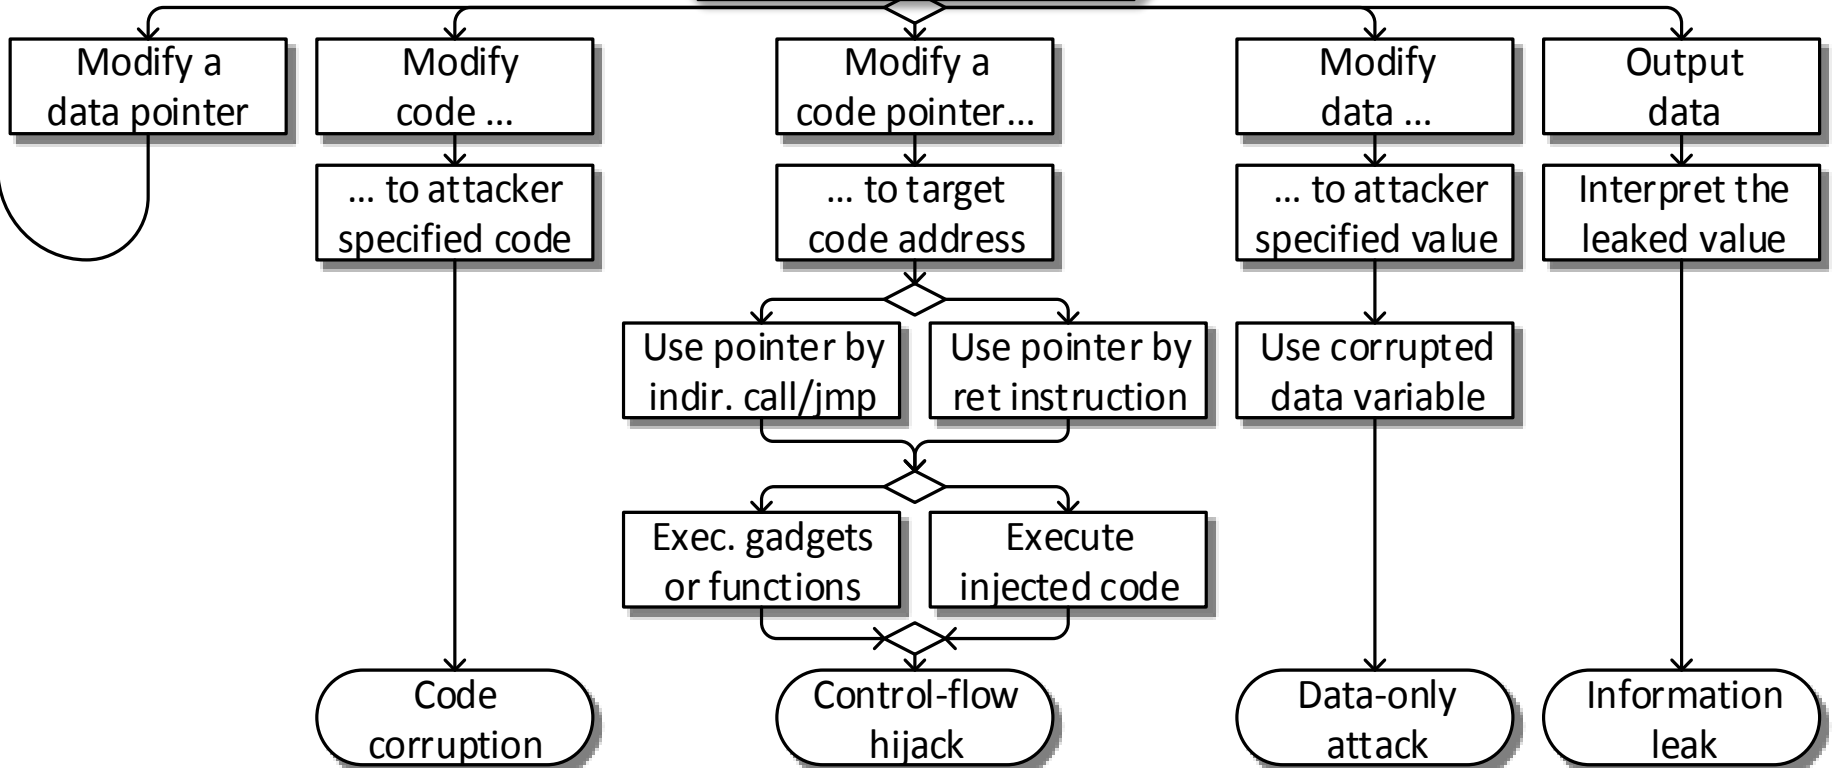 Modify a
data pointer
Modify
code ...
Modify a
code pointer...
Modify
data ...
Output
data
... to attacker
specified code
... to target
code address
... to attacker
specified value
Interpret the
leaked value
Use pointer by
indir. call/jmp
Use pointer by
ret instruction
Use corrupted
data variable
Exec. gadgets
or functions
Execute
injected code
Code
corruption
Control-flow
hijack
Data-only
attack
Information
leak